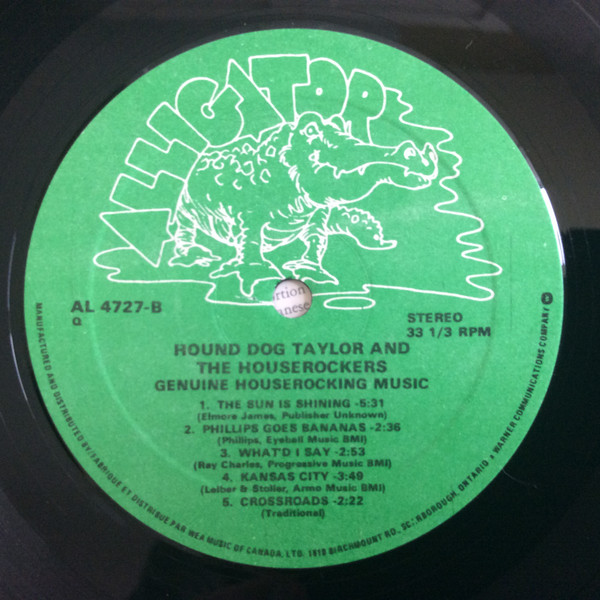 ALLIGATOR
AL 4727-B
Q
STEREO
33 1/3 RPM
ortion
anese
HOUND DOG TAYLOR AND
THE HOUSEROCKERS
GENUINE HOUSEROCKING MUSIC
1. THE SUN IS SHINING -5:31
(Elmore James, Publisher Unknown)
2. PHILLIPS GOES BANANAS -2:36
(Phillips, Eyeball Music BMI)
3. WHAT'D I SAY -2:53
(Ray Charles, Progressive Music BMI)
4. KANSAS CITY -3:49
(Leiber & Stoller, Armo Music BMI)
5. CROSSROADS -2:22
(Traditional)
MANUFACTURED AND DISTRIBUTED BY/FABRIQUE ET DISTRIBUE PAR WEA MUSIC OF CANADA, LTD. 1810 BIRCHMOUNT RD., SCARBOROUGH, ONTARIO • A WARNER COMMUNICATIONS COMPANY